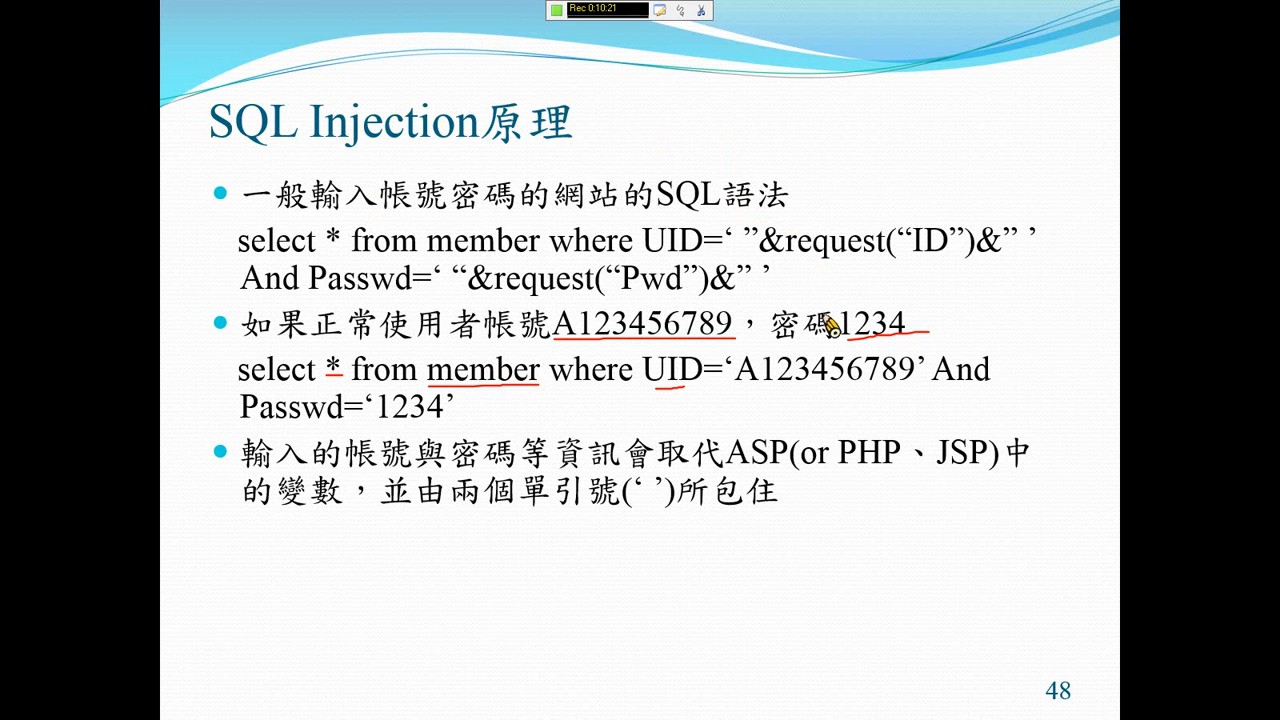 Rec 0:10:21
SQL Injection原理
一般輸入帳號密碼的網站的SQL語法
select * from member where UID=‘ ”&request(“ID”)&” ’
And Passwd=‘ “&request(“Pwd”)&” ’
如果正常使用者帳號A123456789，密碼1234
select * from member where UID=‘A123456789’ And
Passwd=‘1234’
輸入的帳號與密碼等資訊會取代ASP(or PHP、JSP)中
的變數，並由兩個單引號(‘ ’)所包住
48